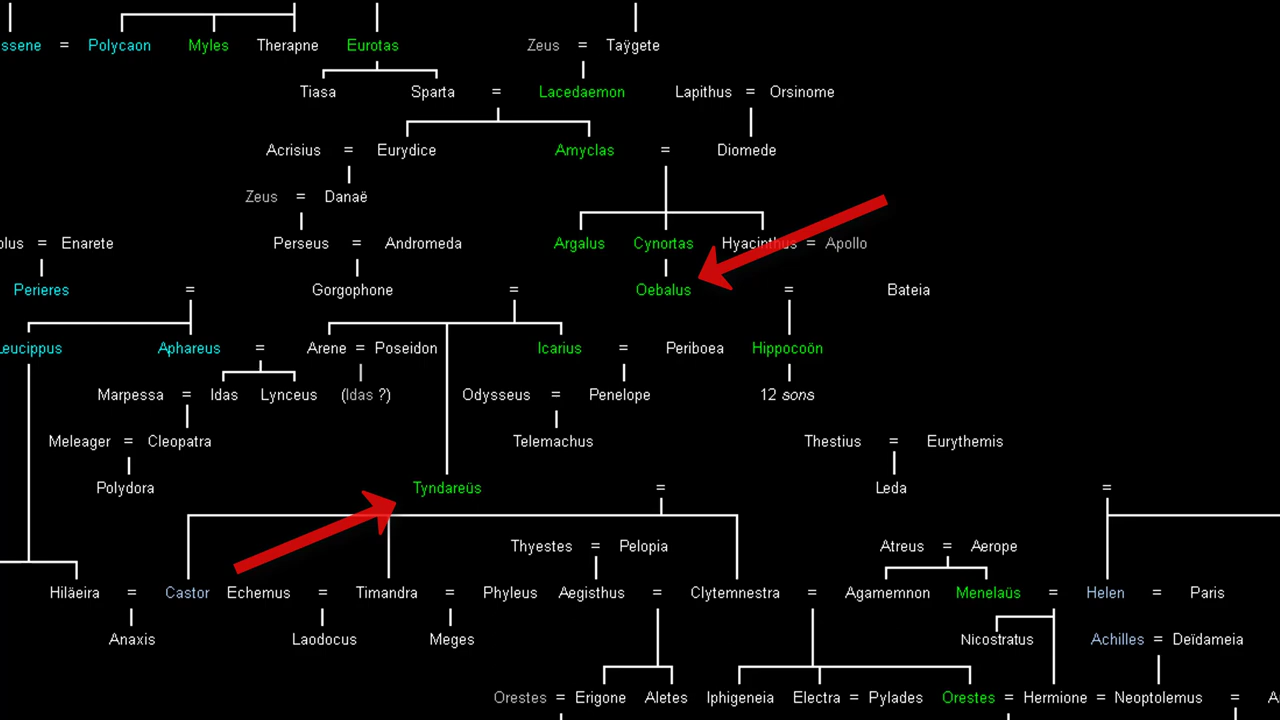 ssene = Polycaon Myles Therapne Eurotas Zeus = Taÿgete
Tiasa Sparta = Lacedaemon Lapithus = Orsinome
Acrisius = Eurydice Amyclas = Diomede
Zeus = Danaë
olus = Enarete Perseus = Andromeda Argalus Cynortas Hyacinthus = Apollo
Perieres = Gorgophone = Oebalus = Bateia
Leucippus Aphareus = Arene = Poseidon Icarius = Periboea Hippocoön
Marpessa = Idas Lynceus (Idas ?) Odysseus = Penelope 12 sons
Meleager = Cleopatra Telemachus Thestius = Eurythemis
Polydora Tyndareüs = Leda =
Thyestes = Pelopia Atreus = Aerope
Hiläeira = Castor Echemus = Timandra = Phyleus Aegisthus = Clytemnestra = Agamemnon Menelaüs = Helen = Paris
Anaxis Laodocus Meges Nicostratus Achilles = Deïdameia
Orestes = Erigone Aletes Iphigeneia Electra = Pylades Orestes = Hermione = Neoptolemus =